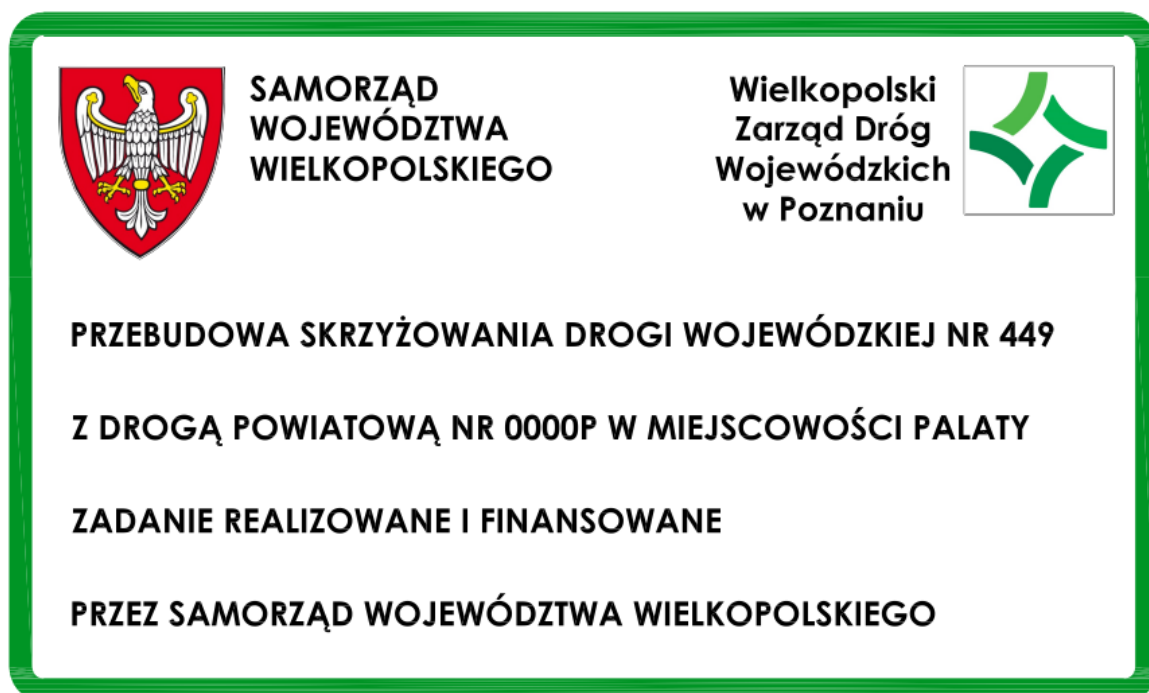 SAMORZĄD
WOJEWÓDZTWA
WIELKOPOLSKIEGO
Wielkopolski
Zarząd Dróg
Wojewódzkich
w Poznaniu
PRZEBUDOWA SKRZYŻOWANIA DROGI WOJEWÓDZKIEJ NR 449
Z DROGĄ POWIATOWĄ NR 0000P W MIEJSCOWOŚCI PALATY
ZADANIE REALIZOWANE I FINANSOWANE
PRZEZ SAMORZĄD WOJEWÓDZTWA WIELKOPOLSKIEGO